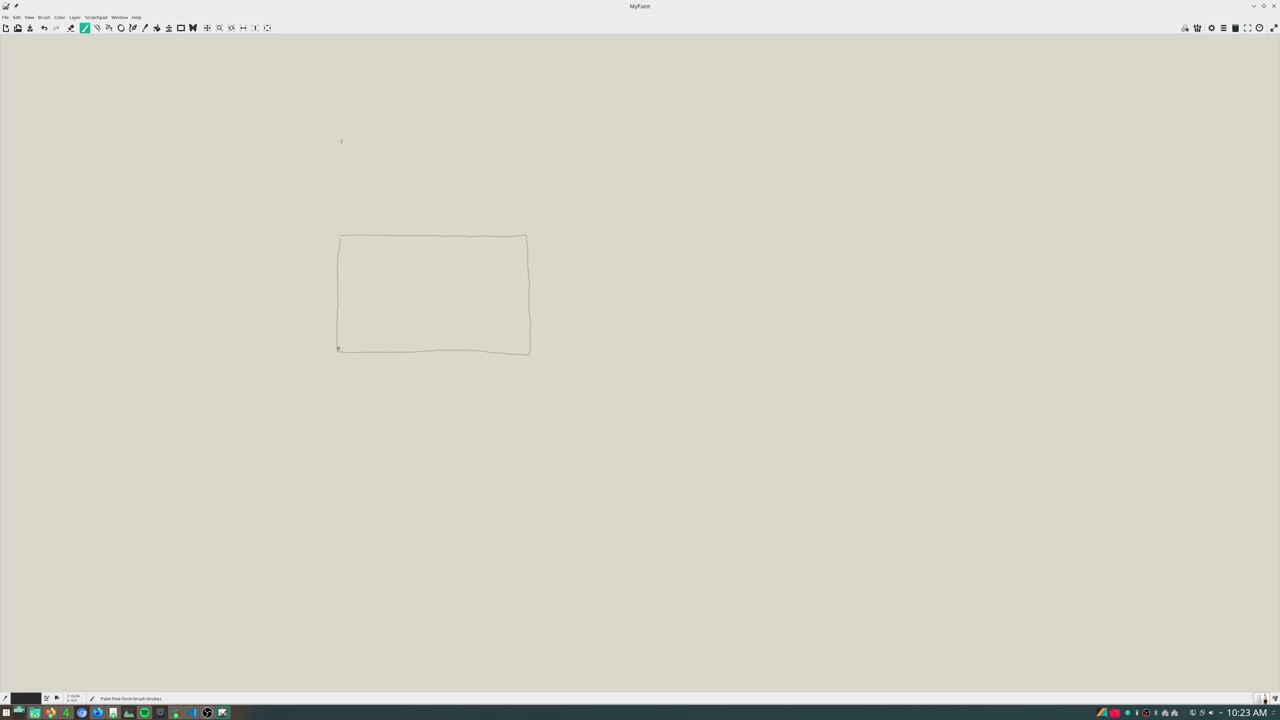 MyPaint
File Edit View Brush Color Layer Scratchpad Window Help
Paint free-form brush strokes
10:23 AM